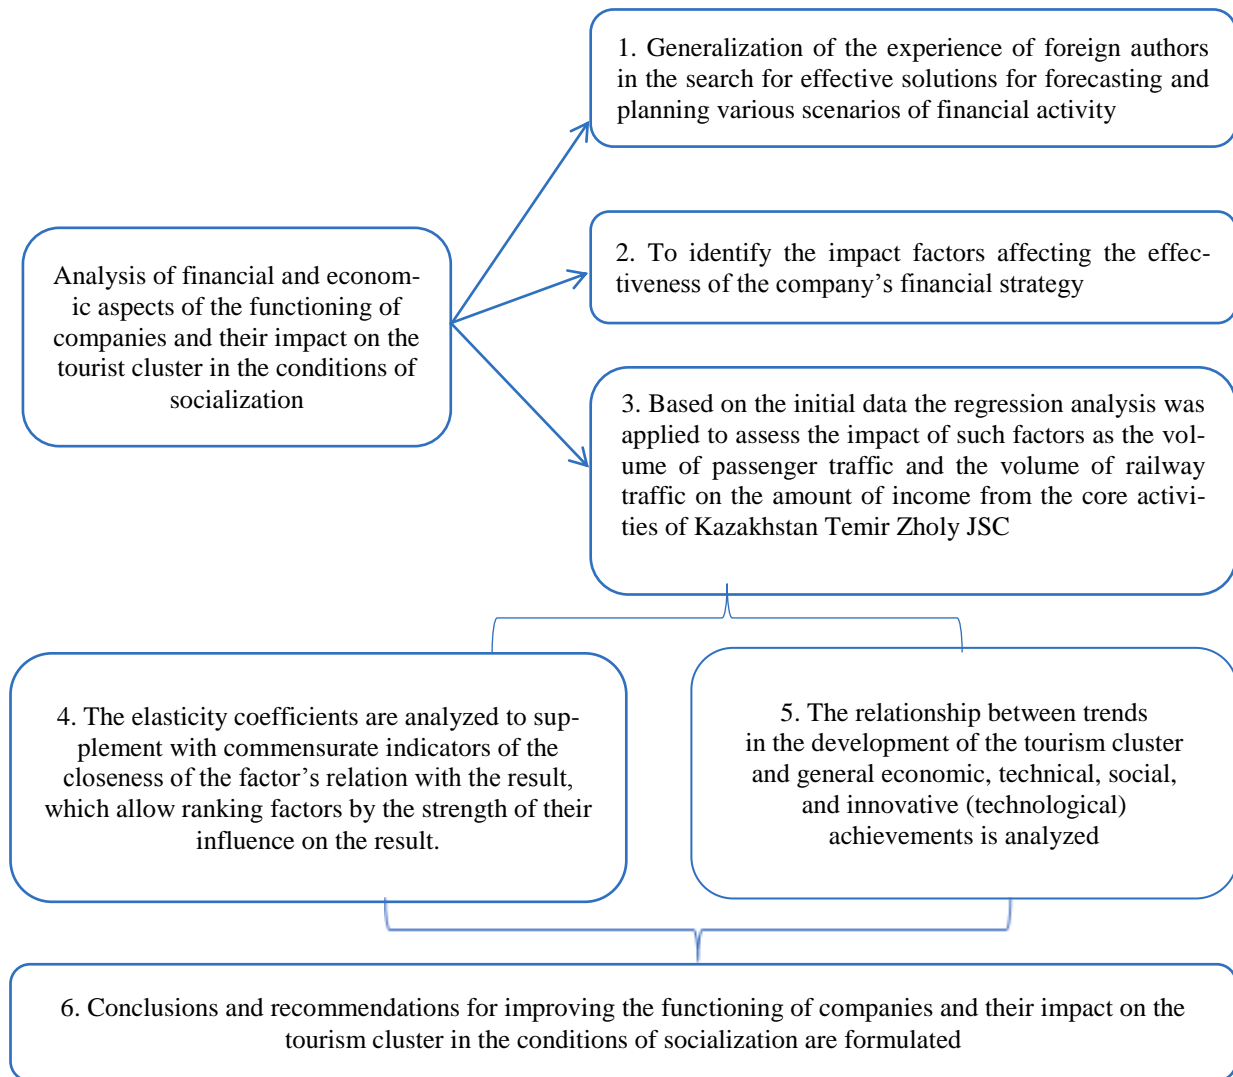 1. Generalization of the experience of foreign authors
in the search for effective solutions for forecasting and
planning various scenarios of financial activity
Analysis of financial and econom-
ic aspects of the functioning of
companies and their impact on the
tourist cluster in the conditions of
socialization
2. To identify the impact factors affecting the effec-
tiveness of the company’s financial strategy
3. Based on the initial data the regression analysis was
applied to assess the impact of such factors as the vol-
ume of passenger traffic and the volume of railway
traffic on the amount of income from the core activi-
ties of Kazakhstan Temir Zholy JSC
4. The elasticity coefficients are analyzed to sup-
plement with commensurate indicators of the
closeness of the factor’s relation with the result,
which allow ranking factors by the strength of their
influence on the result.
5. The relationship between trends
in the development of the tourism cluster
and general economic, technical, social,
and innovative (technological)
achievements is analyzed
6. Conclusions and recommendations for improving the functioning of companies and their impact on the
tourism cluster in the conditions of socialization are formulated